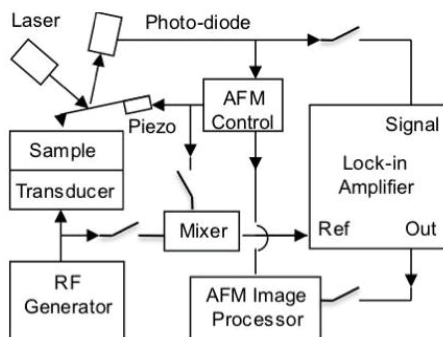 Laser
Photo-diode
AFM
Control
Piezo
Signal
Sample
Transducer
Lock-in
Amplifier
Mixer
Ref
Out
RF
Generator
AFM Image
Processor